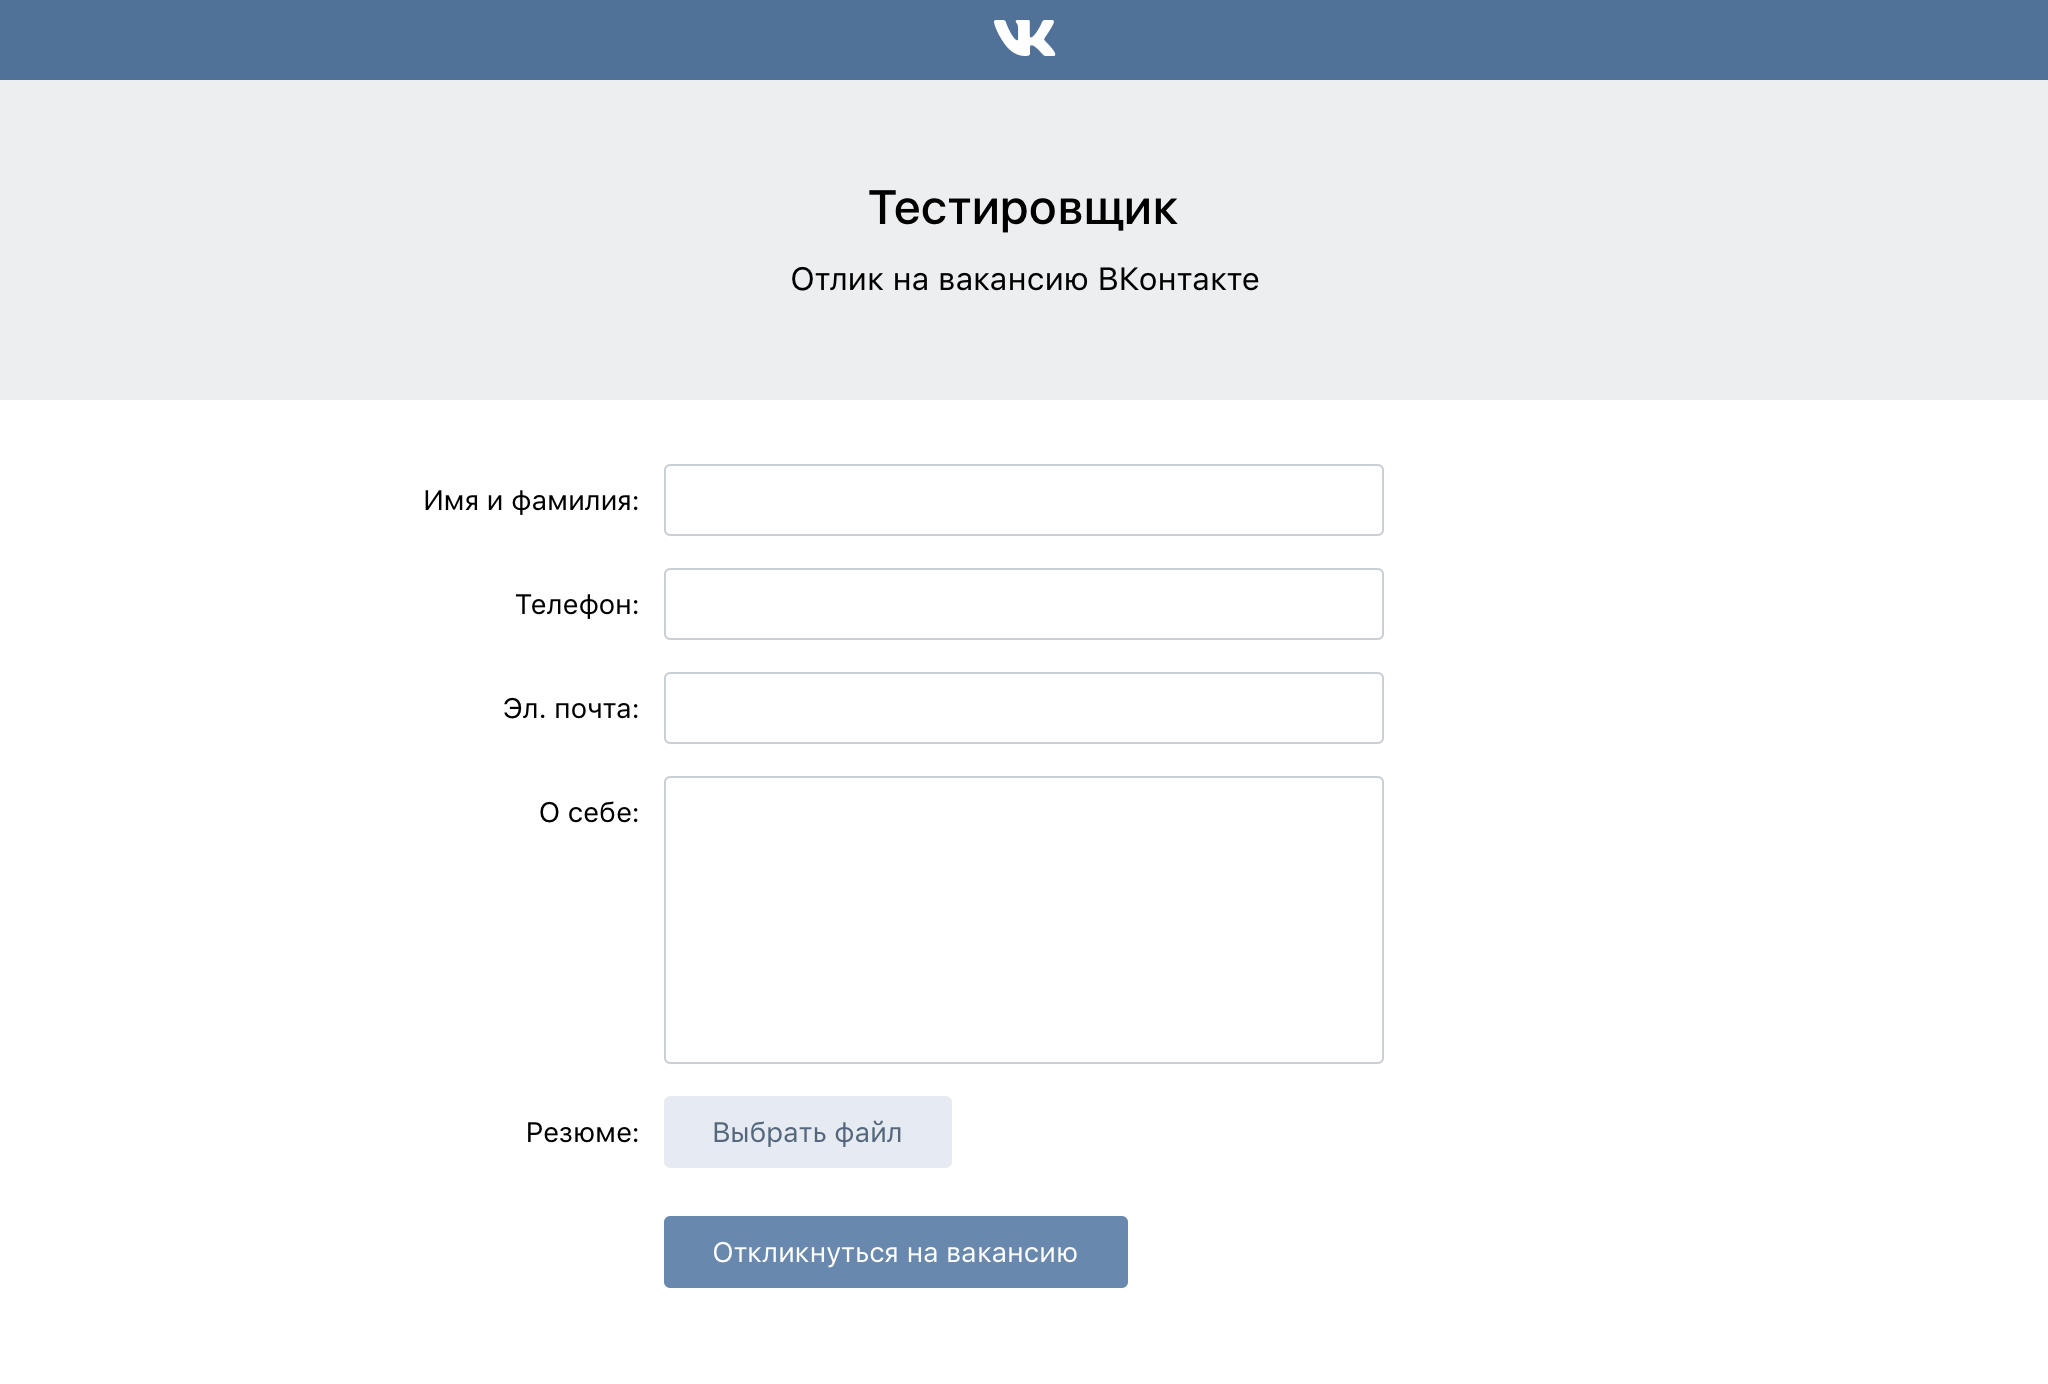 VK
Тестировщик
Отлик на вакансию ВКонтакте
Имя и фамилия:
Телефон:
Эл. почта:
О себе:
Резюме:
Выбрать файл
Откликнуться на вакансию